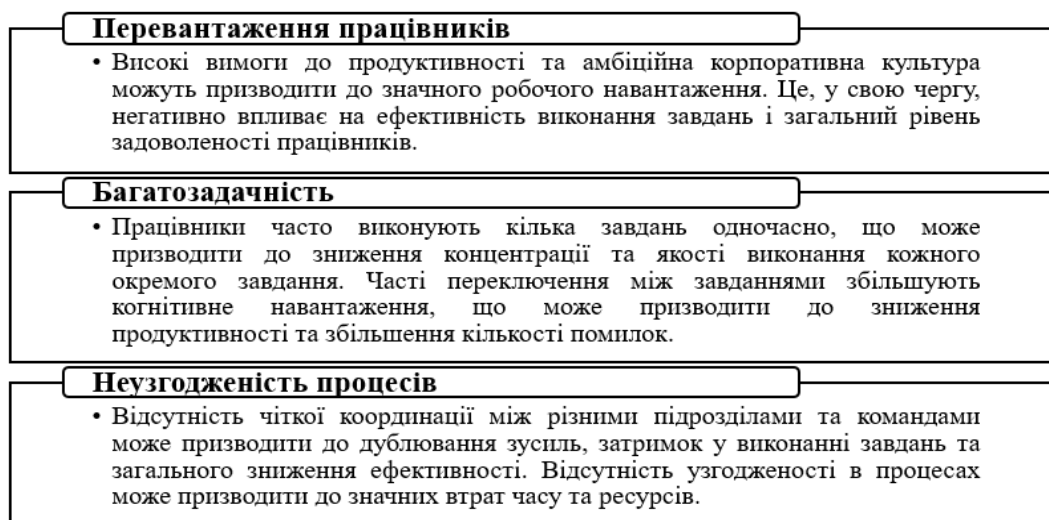 Перевантаження працівників
• Високі вимоги до продуктивності та амбіційна корпоративна культура
можуть призводити до значного робочого навантаження. Це, у свою чергу,
негативно впливає на ефективність виконання завдань і загальний рівень
задоволеності працівників.
Багатозадачність
• Працівники часто виконують кілька завдань одночасно, що може
призводити до зниження концентрації та якості виконання кожного
окремого завдання. Часті переключення між завданнями збільшують
когнітивне навантаження, що може призводити до зниження
продуктивності та збільшення кількості помилок.
Неузгодженість процесів
• Відсутність чіткої координації між різними підрозділами та командами
може призводити до дублювання зусиль, затримок у виконанні завдань та
загального зниження ефективності. Відсутність узгодженості в процесах
може призводити до значних втрат часу та ресурсів.